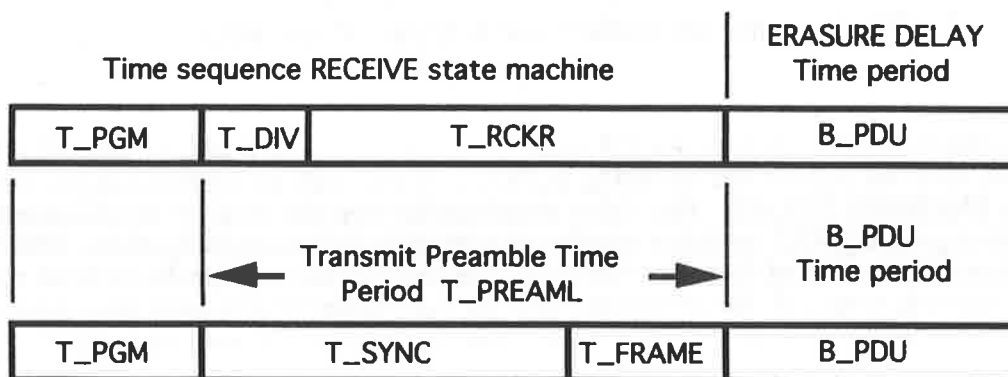 ERASURE DELAY
Time sequence RECEIVE state machine
Time period
T_PGM T_DIV T_RCKR B_PDU
Transmit Preamble Time
Period T_PREAML
B_PDU
Time period
T_PGM T_SYNC T_FRAME B_PDU